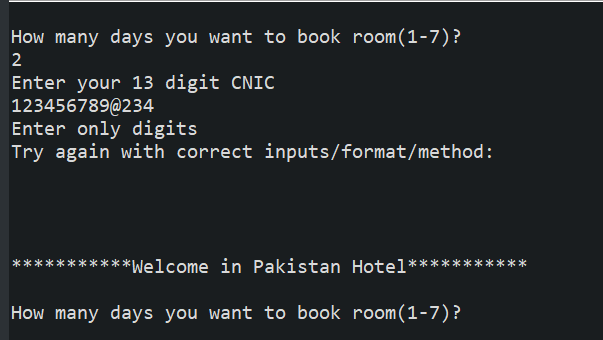 How many days you want to book room(1-7)?
2
Enter your 13 digit CNIC
123456789@234
Enter only digits
Try again with correct inputs/format/method:
***********Welcome in Pakistan Hotel***********
How many days you want to book room(1-7)?